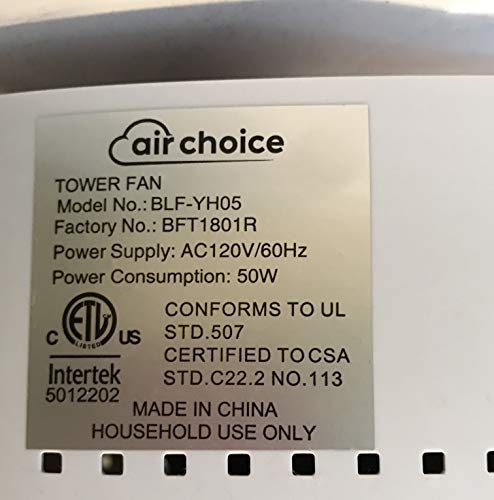 air choice
TOWER FAN
Model No.: BLF-YH05
Factory No.: BFT1801R
Power Supply: AC120V/60Hz
Power Consumption: 50W
CONFORMS TO UL
STD.507
CERTIFIED TO CSA
STD.C22.2 NO.113
C ETL US
LISTED
Intertek
5012202
MADE IN CHINA
HOUSEHOLD USE ONLY